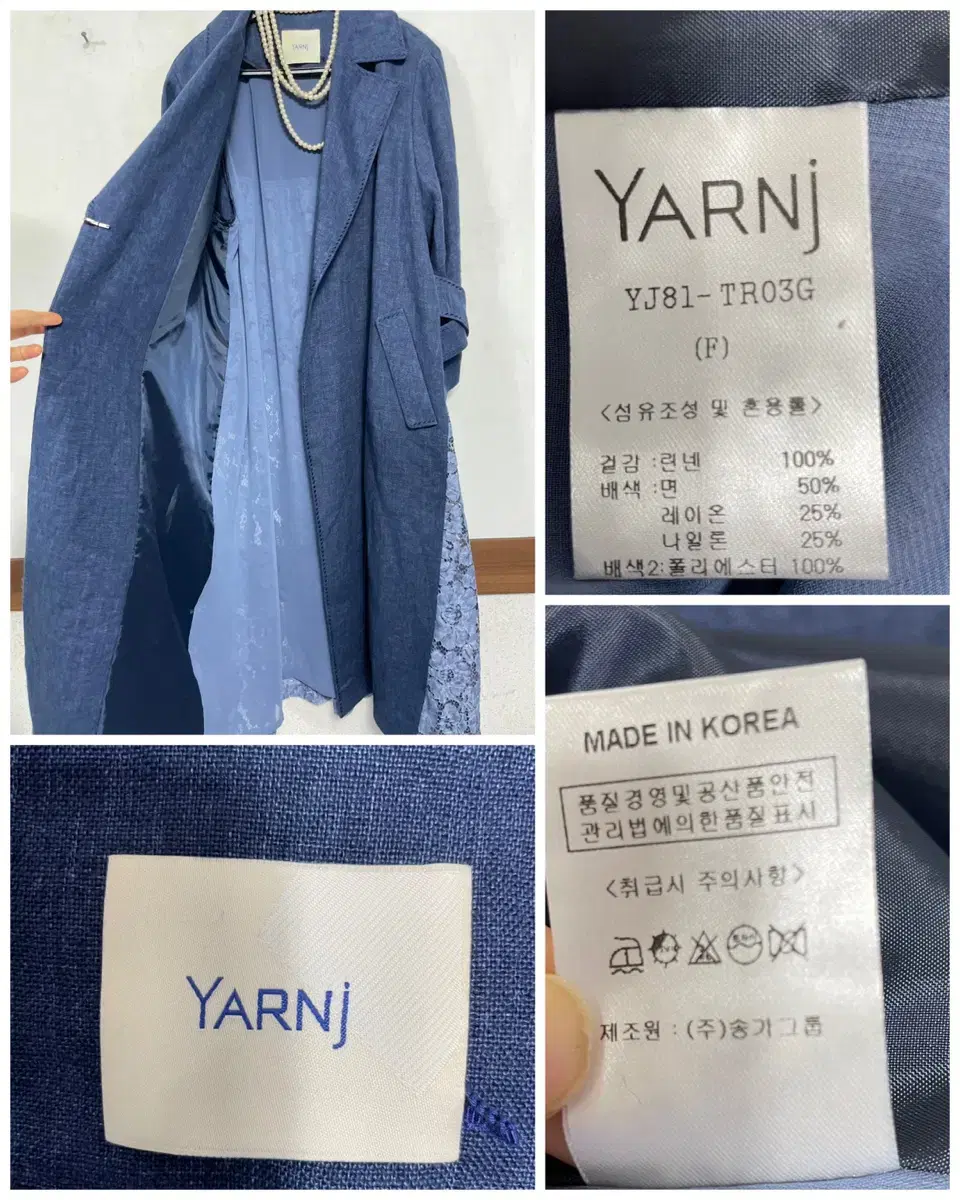 YARNj
YARNj
YJ81-TR03G
(F)
<섬유조성 및 혼용률>
겉감 :린넨 100%
배색 :면 50%
레이온 25%
나일론 25%
배색2:폴리에스터 100%
YARNj
MADE IN KOREA
품질경영및공산품안전
관리법에의한품질표시
<취급시 주의사항>
제조원 : (주)송가그룹